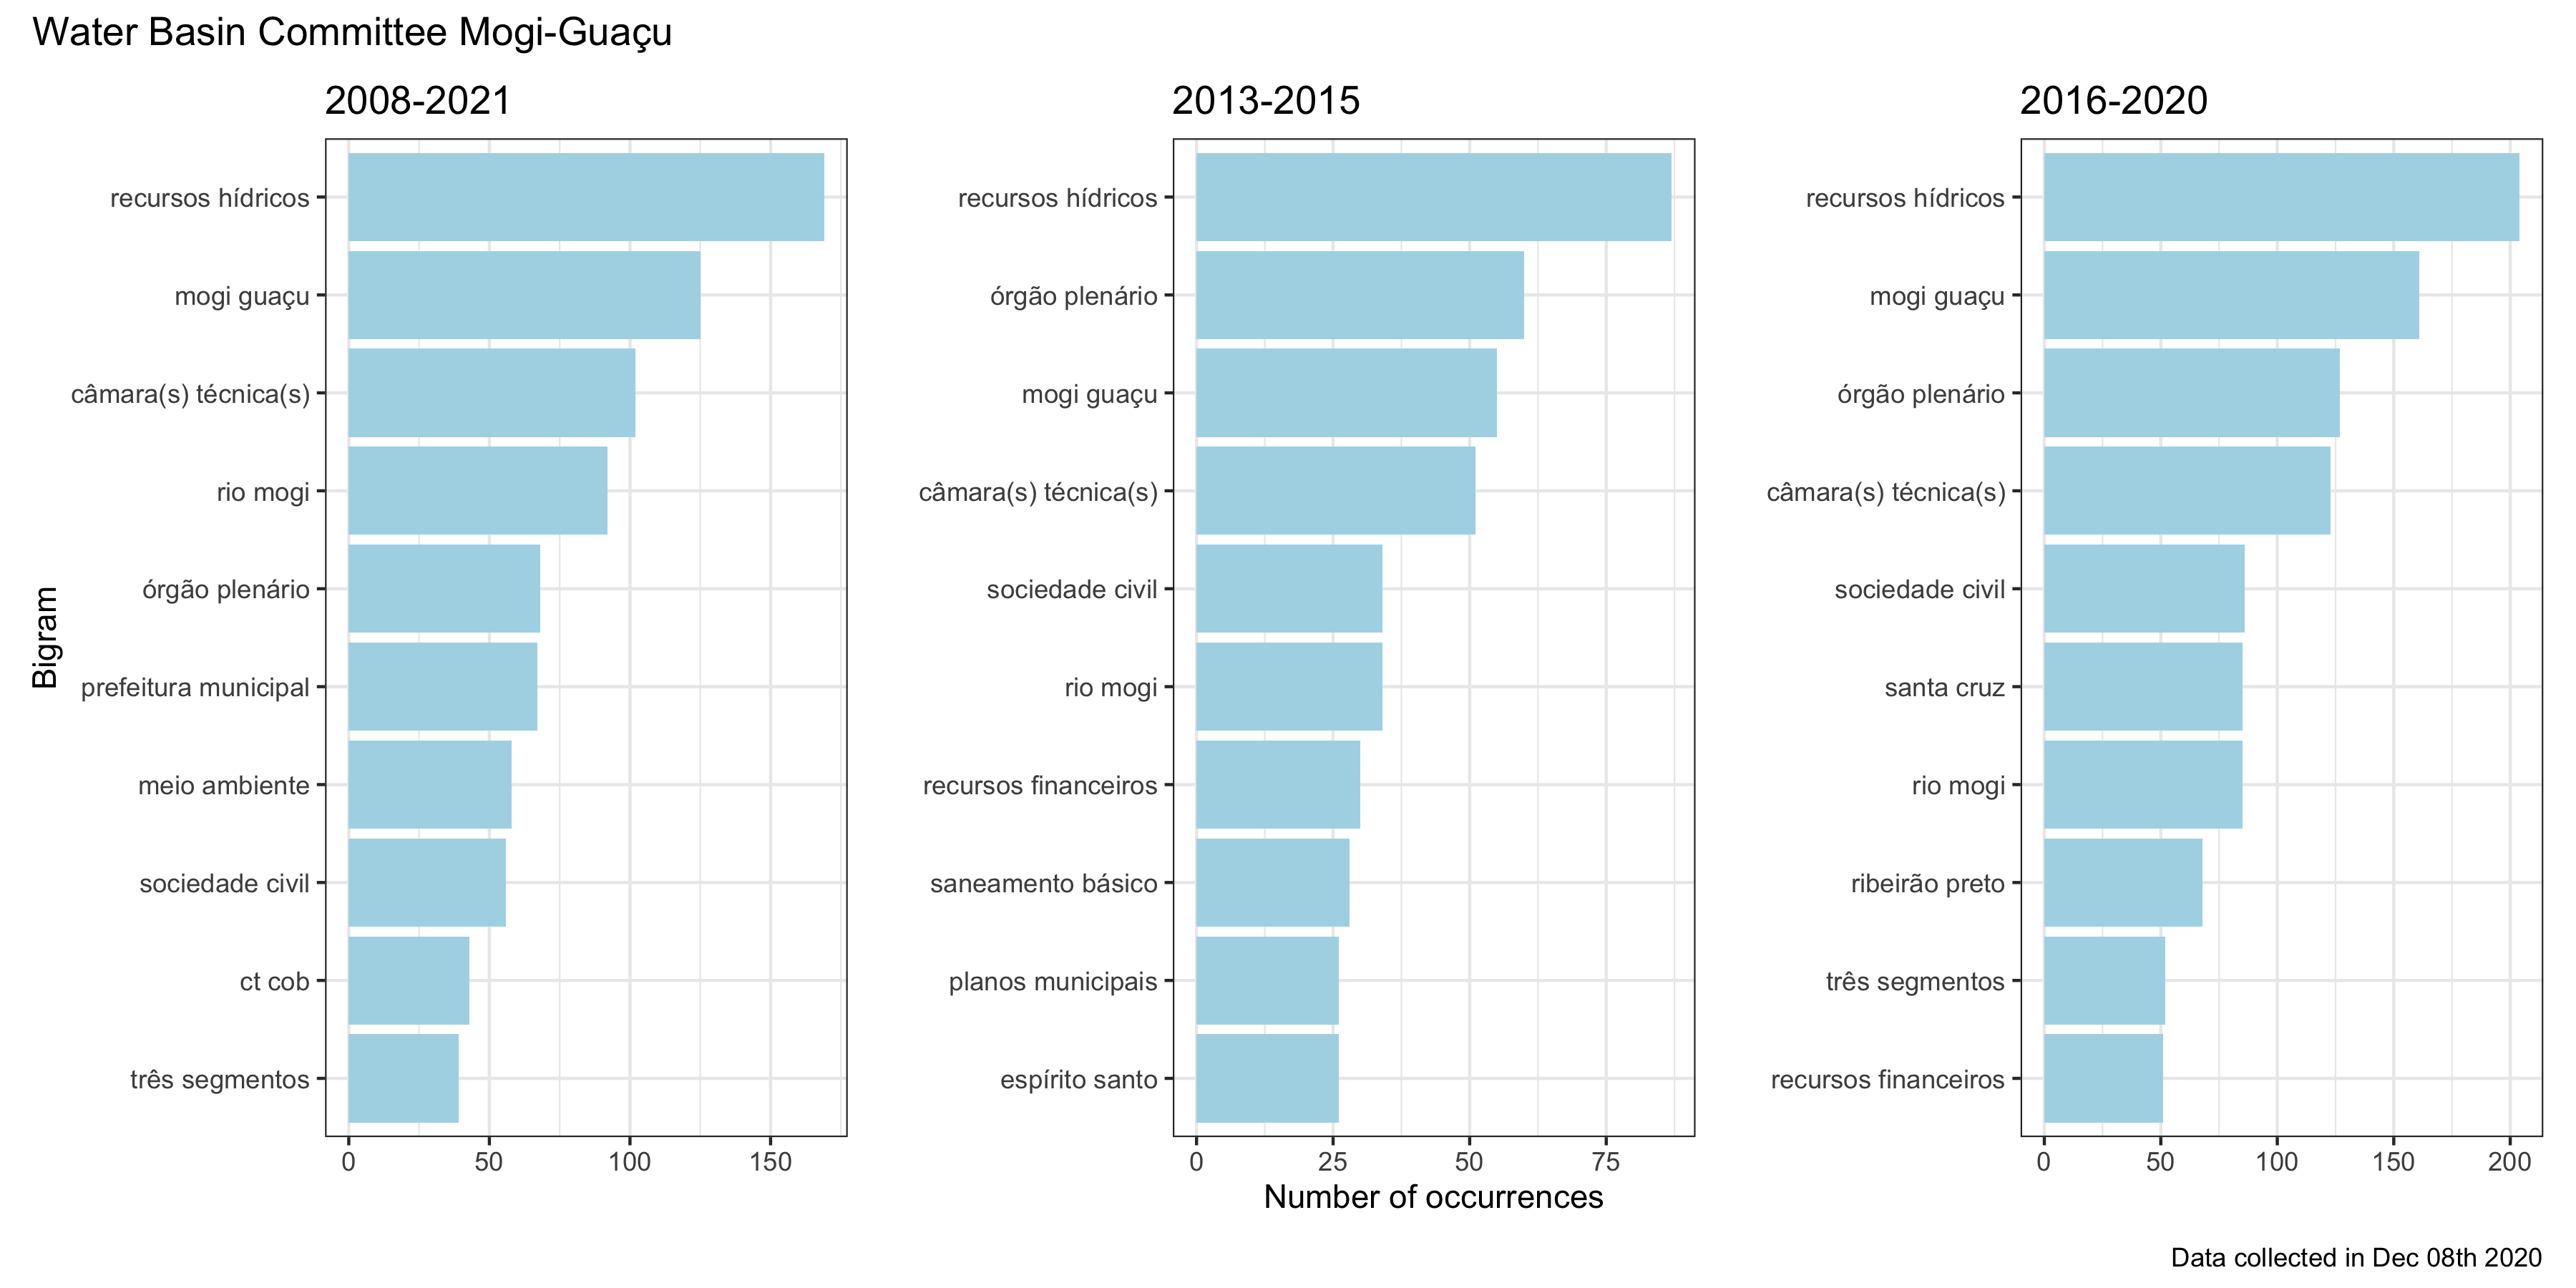 Water Basin Committee Mogi-Guaçu
2008-2021
recursos hídricos
mogi guaçu
câmara(s) técnica(s)
rio mogi
órgão plenário
prefeitura municipal
meio ambiente
sociedade civil
ct cob
três segmentos
0 50 100 150
Bigram
2013-2015
recursos hídricos
órgão plenário
mogi guaçu
câmara(s) técnica(s)
sociedade civil
rio mogi
recursos financeiros
saneamento básico
planos municipais
espírito santo
0 25 50 75
Number of occurrences
2016-2020
recursos hídricos
mogi guaçu
órgão plenário
câmara(s) técnica(s)
sociedade civil
santa cruz
rio mogi
ribeirão preto
três segmentos
recursos financeiros
0 50 100 150 200
Data collected in Dec 08th 2020